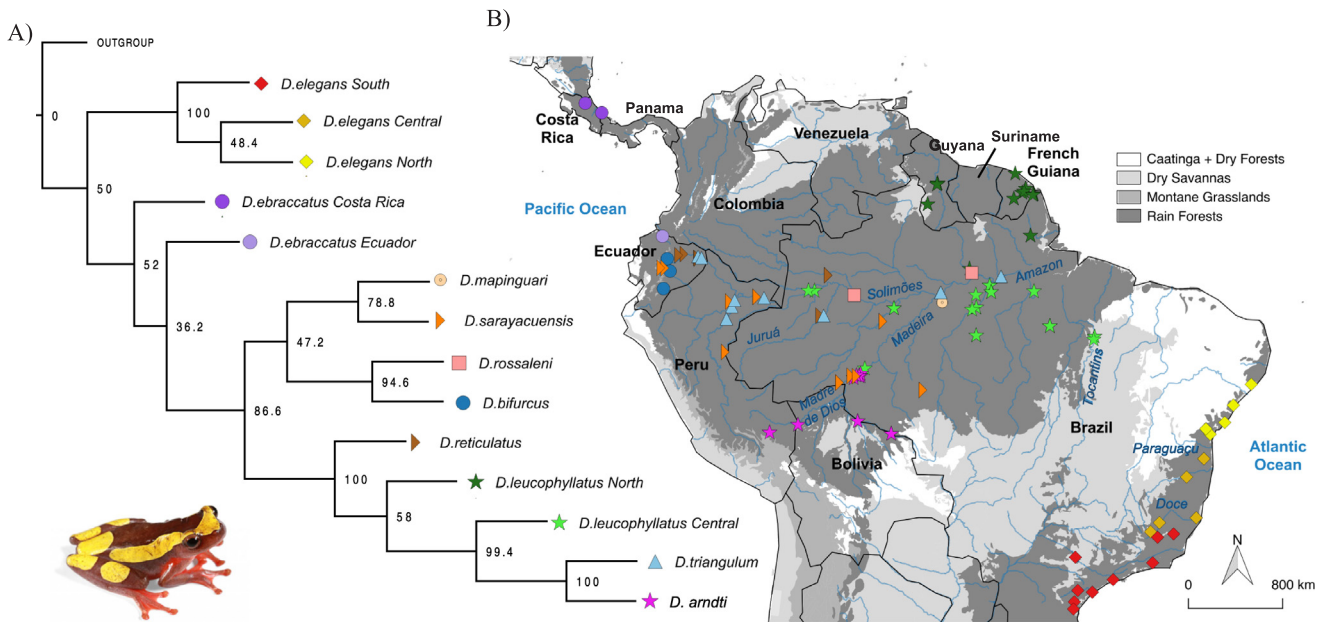 A)
OUTGROUP
0
D.elegans South
100
D.elegans Central
48.4
D.elegans North
50
D.ebraccatus Costa Rica
52
D.ebraccatus Ecuador
36.2
D.mapinguari
78.8
D.sarayacuensis
47.2
D.rossaleni
94.6
D.bifurcus
86.6
D.reticulatus
100
D.leucophyllatus North
58
D.leucophyllatus Central
99.4
D.triangulum
100
D. arndti
B)
Costa
Rica
Panama
Venezuela
Guyana
Suriname
French
Guiana
Colombia
Pacific Ocean
Ecuador
Solimões
Amazon
Juruá
Madeira
Peru
Madre
de Dios
Tocantins
Brazil
Bolivia
Paraguaçu
Atlantic
Ocean
Doce
Caatinga + Dry Forests
Dry Savannas
Montane Grasslands
Rain Forests
N
0
800 km